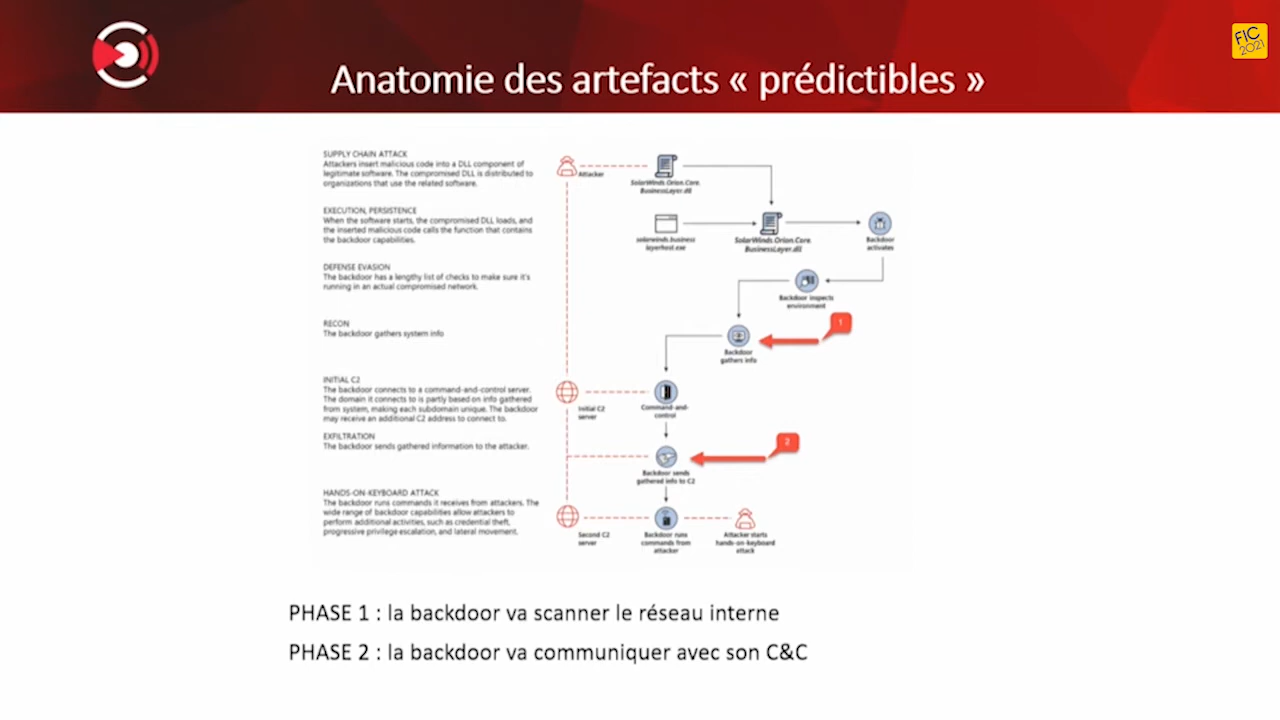 FIC
2021
Anatomie des artefacts « prédictibles »
SUPPLY CHAIN ATTACK
Attackers insert malicious code into a DLL component of
legitimate software. The compromised DLL is distributed to
organizations that use the related software.
EXECUTION, PERSISTENCE
When the software starts, the compromised DLL loads, and
the inserted malicious code calls the function that contains
the backdoor capabilities.
DEFENSE EVASION
The backdoor has a lengthy list of checks to make sure it's
running in an actual compromised network.
RECON
The backdoor gathers system info
INITIAL C2
The backdoor connects to a command-and-control server.
The domain it connects to is partly based on info gathered
from system, making each subdomain unique. The backdoor
may receive an additional C2 address to connect to.
EXFILTRATION
The backdoor sends gathered information to the attacker.
HANDS-ON-KEYBOARD ATTACK
The backdoor runs commands it receives from attackers. The
wide range of backdoor capabilities allow attackers to
perform additional activities, such as credential theft,
progressive privilege escalation, and lateral movement.
Attacker
SolarWinds.Orion.Core.
BusinessLayer.dll
solarwinds.business
layerhost.exe
SolarWinds.Orion.Core.
BusinessLayer.dll
Backdoor
activates
Backdoor inspects
environment
1
Backdoor
gathers info
Initial C2
server
Command-and-
control
2
Backdoor sends
gathered info to C2
Second C2
server
Backdoor runs
commands from
attacker
Attacker starts
hands-on-keyboard
attack
PHASE 1 : la backdoor va scanner le réseau interne
PHASE 2 : la backdoor va communiquer avec son C&C